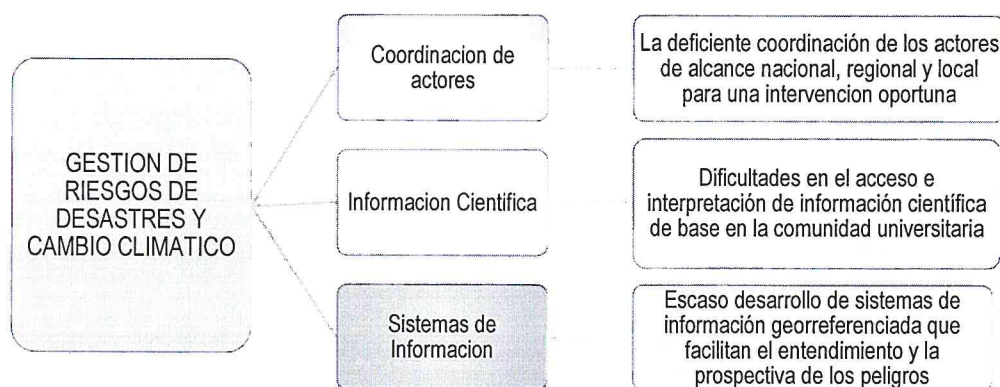 GESTION DE
RIESGOS DE
DESASTRES Y
CAMBIO CLIMATICO
Coordinacion de
actores
La deficiente coordinación de los actores
de alcance nacional, regional y local
para una intervencion oportuna
Informacion Cientifica
Dificultades en el acceso e
interpretación de información científica
de base en la comunidad universitaria
Sistemas de
Informacion
Escaso desarrollo de sistemas de
información georreferenciada que
facilitan el entendimiento y la
prospectiva de los peligros